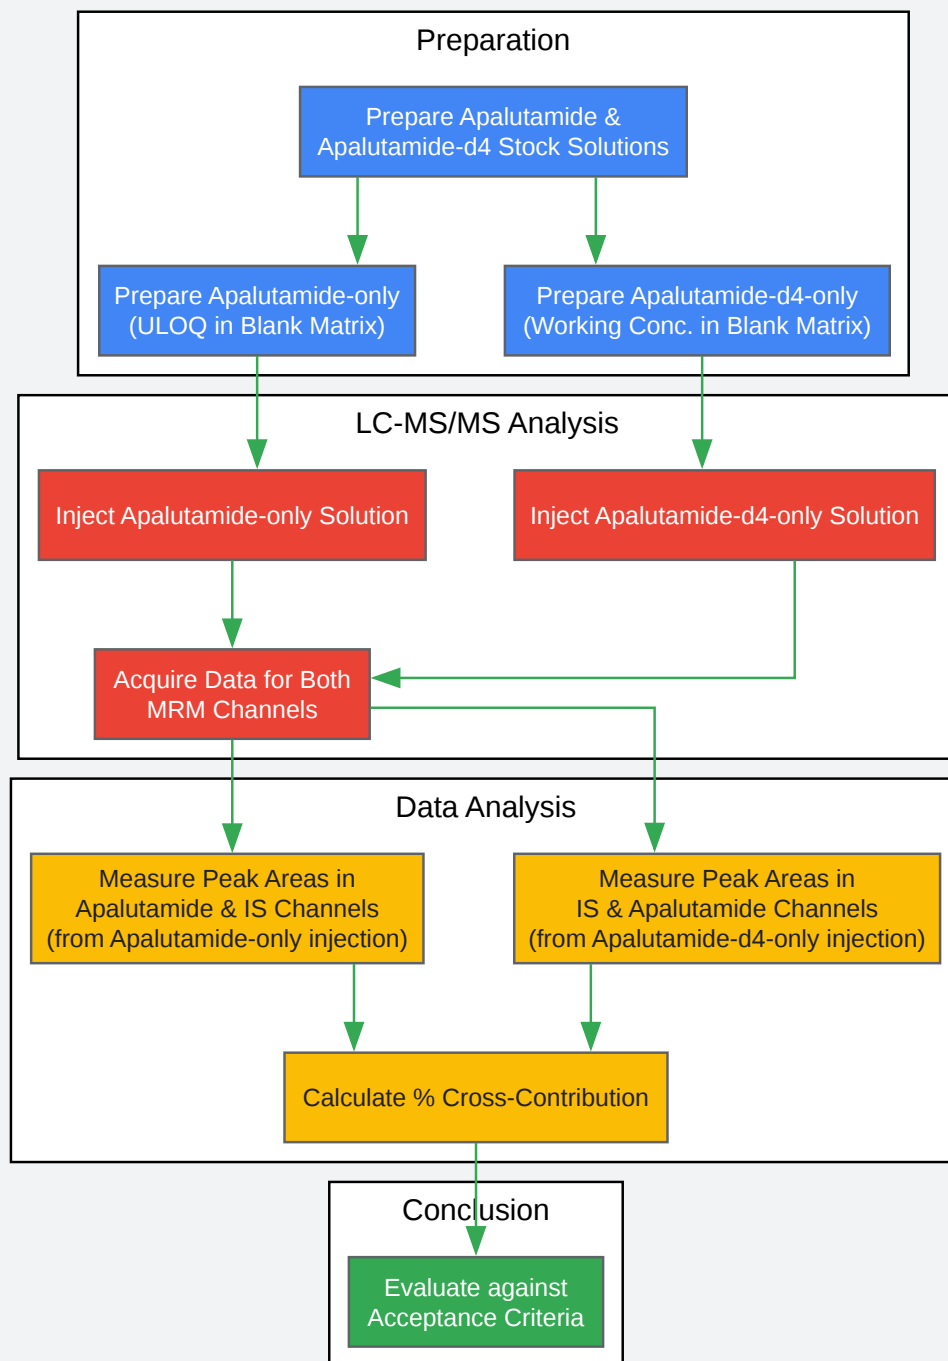 Preparation
Prepare Apalutamide &
Apalutamide-d4 Stock Solutions
Prepare Apalutamide-only
(ULOQ in Blank Matrix)
Prepare Apalutamide-d4-only
(Working Conc. in Blank Matrix)
LC-MS/MS Analysis
Inject Apalutamide-only Solution
Inject Apalutamide-d4-only Solution
Acquire Data for Both
MRM Channels
Data Analysis
Measure Peak Areas in
Apalutamide & IS Channels
(from Apalutamide-only injection)
Measure Peak Areas in
IS & Apalutamide Channels
(from Apalutamide-d4-only injection)
Calculate % Cross-Contribution
Conclusion
Evaluate against
Acceptance Criteria